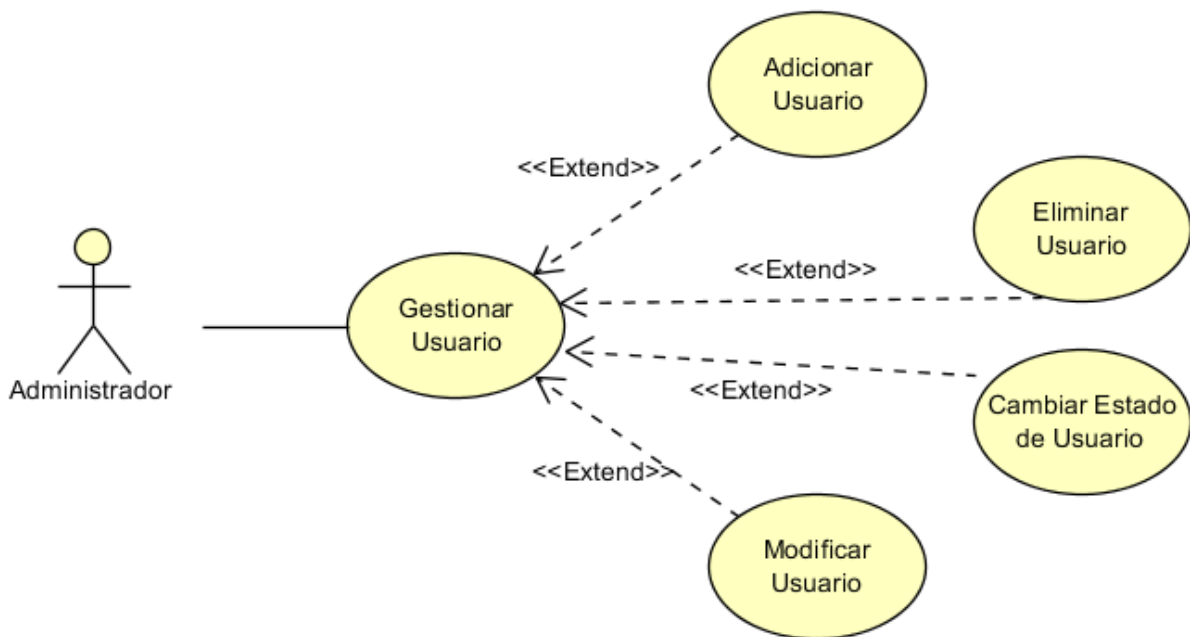 Adicionar
Usuario
<<Extend>>
Eliminar
Usuario
<<Extend>>
Gestionar
Usuario
Administrador
<<Extend>>
Cambiar Estado
de Usuario
<<Extend>>
Modificar
Usuario